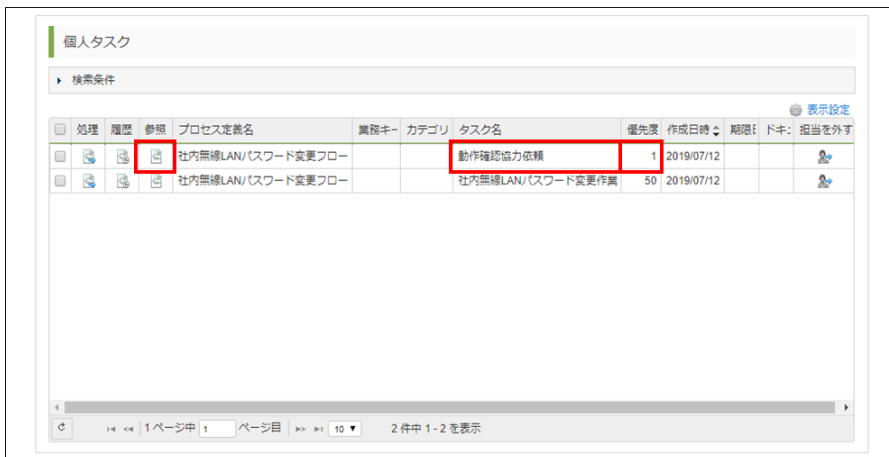 個人タスク
検索条件
表示設定
処理 履歴 参照 プロセス定義名 業務キー カテゴリ タスク名 優先度 作成日時 期限 ドキ 担当を外す
社内無線LANパスワード変更フロー 動作確認協力依頼 1 2019/07/12
社内無線LANパスワード変更フロー 社内無線LANパスワード変更作業 50 2019/07/12
1 ページ中 1 ページ目 10 2 件中 1 - 2 を表示